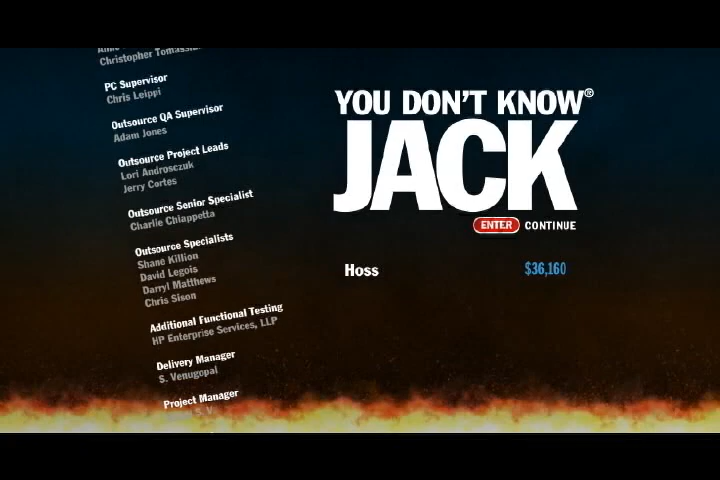 Christopher Tomassian
PC Supervisor
Chris Leippi
Outsource QA Supervisor
Adam Jones
Outsource Project Leads
Lori Androsczuk
Jerry Cortes
Outsource Senior Specialist
Charlie Chiappetta
Outsource Specialists
Shane Killion
David Legois
Darryl Matthews
Chris Sison
Additional Functional Testing
HP Enterprise Services, LLP
Delivery Manager
S. Venugopal
Project Manager
YOU DON'T KNOW®
JACK
ENTER CONTINUE
Hoss $36,160